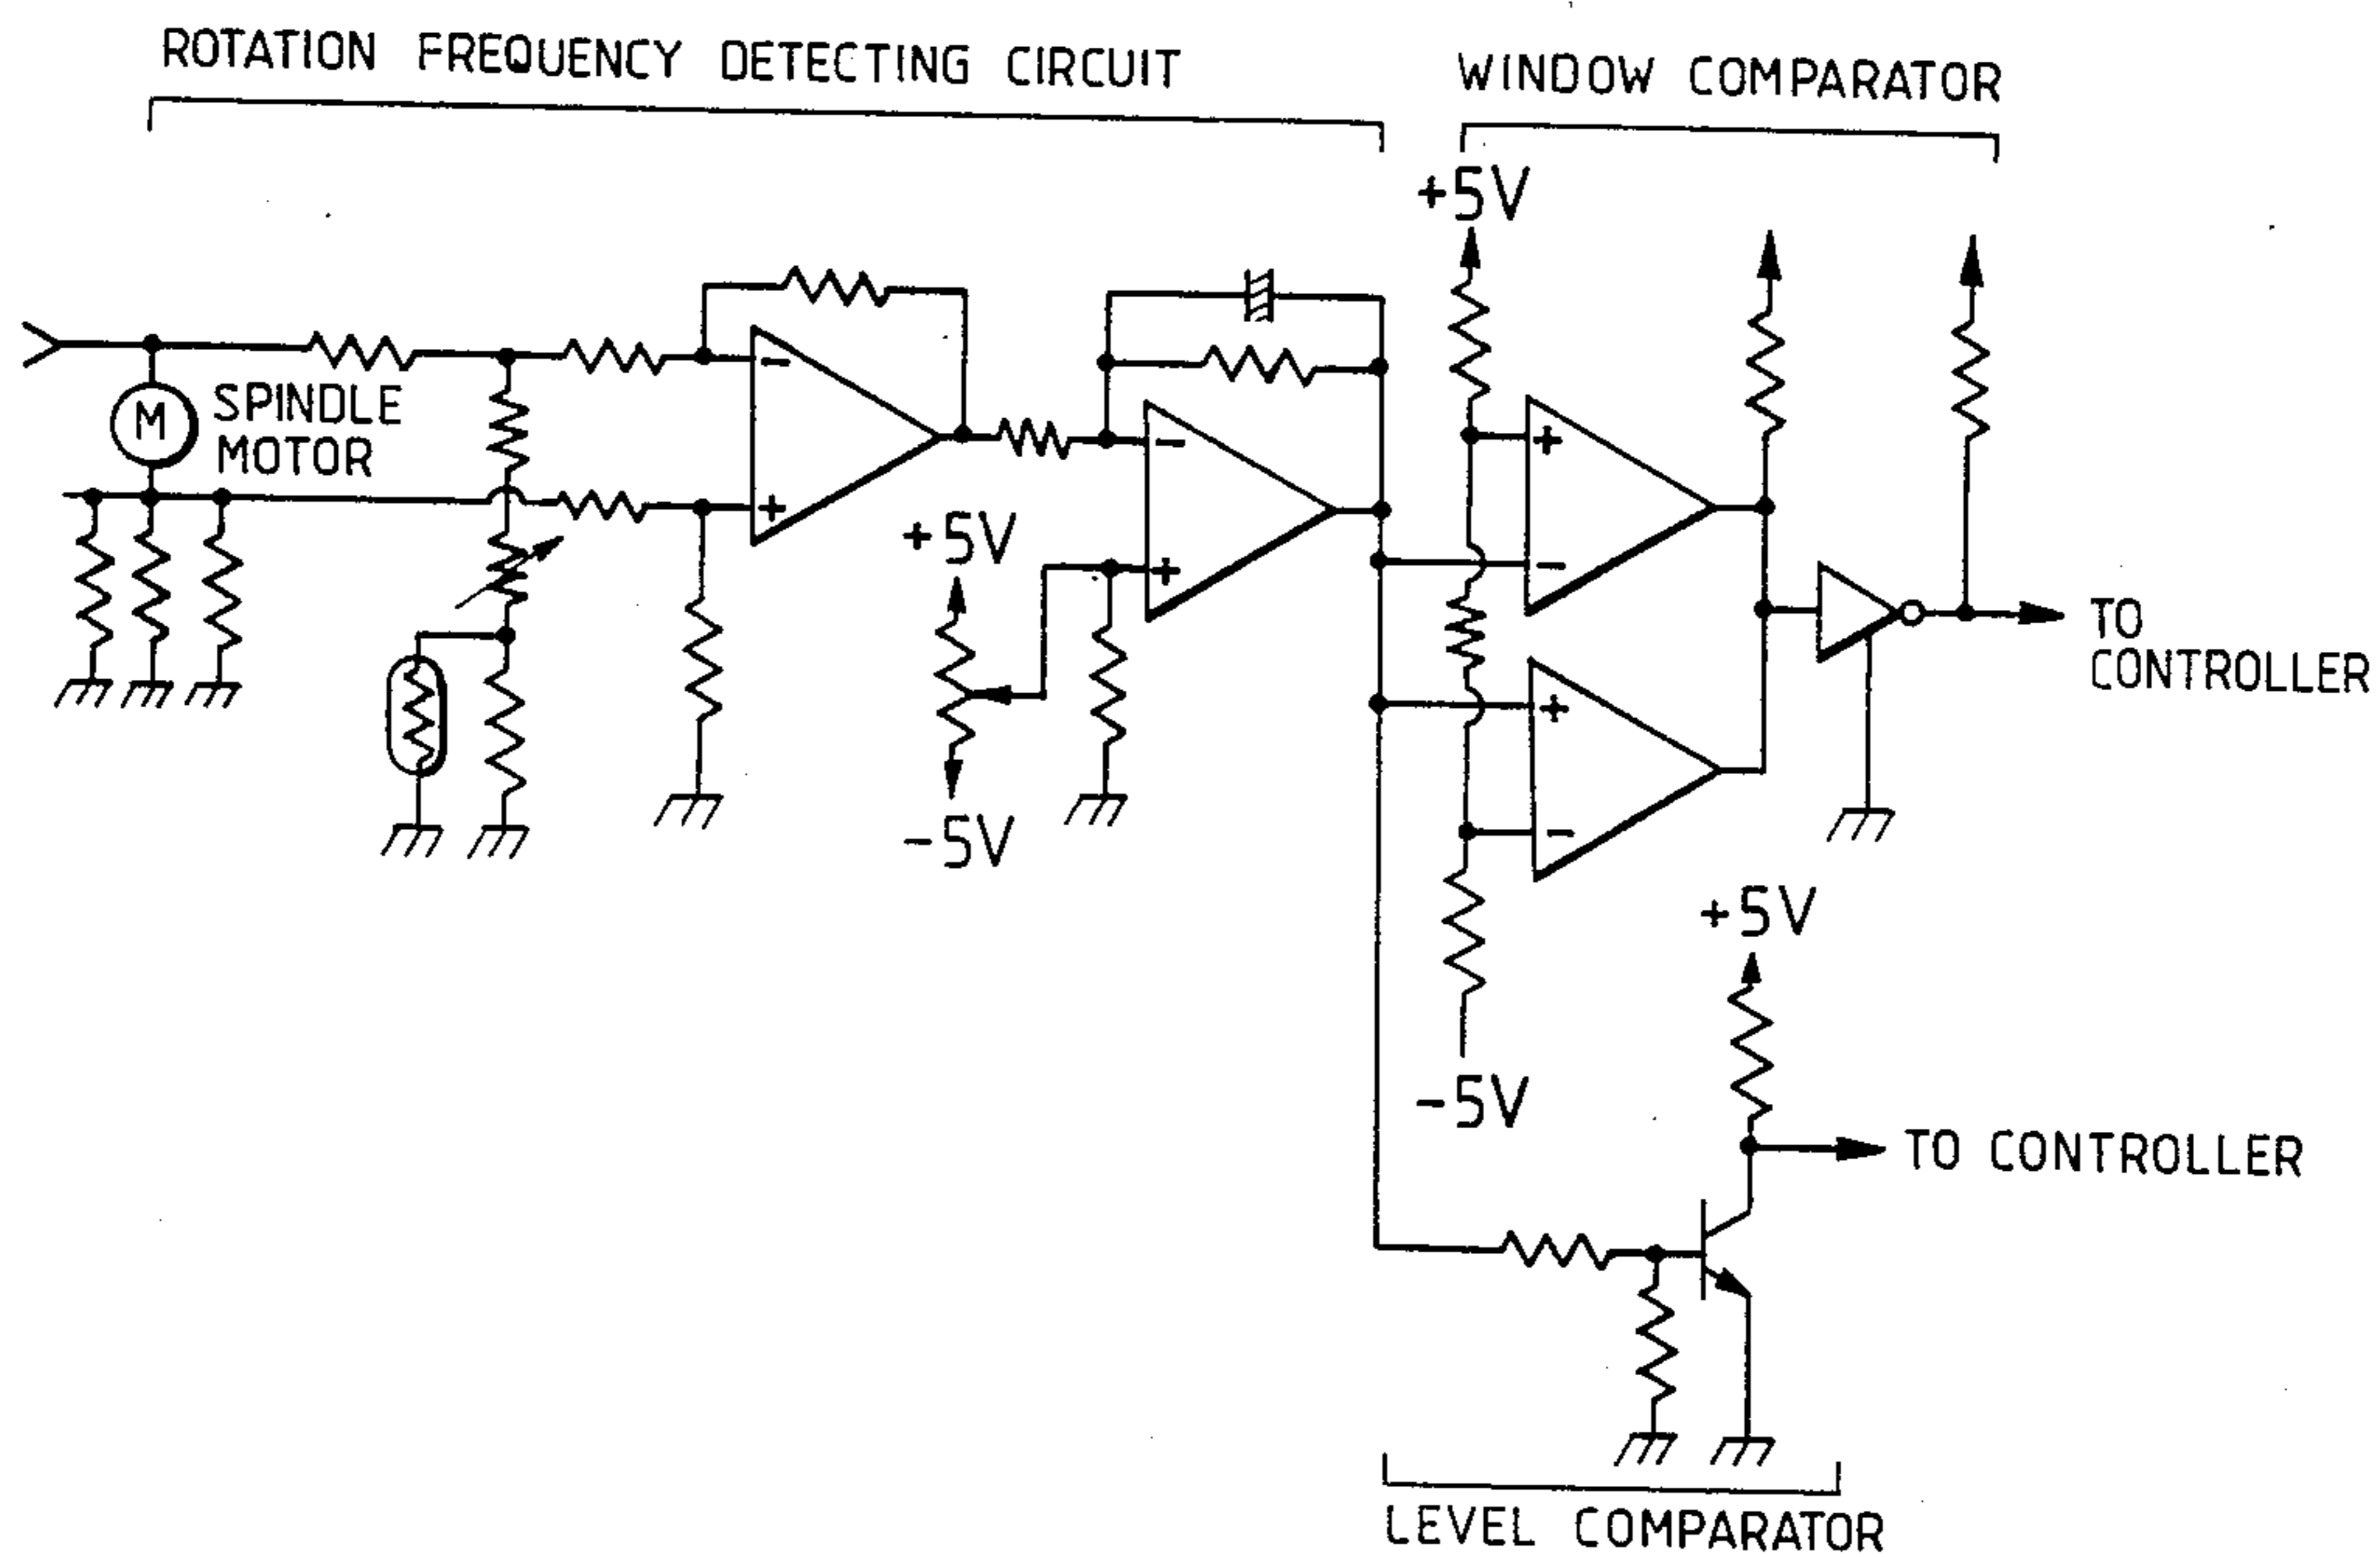 ROTATION FREQUENCY DETECTING CIRCUIT
WINDOW COMPARATOR
+5V
M
SPINDLE
MOTOR
-
+
-
+
+5V
-5V
+
-
+
-
TO
CONTROLLER
-5V
+5V
TO CONTROLLER
LEVEL COMPARATOR